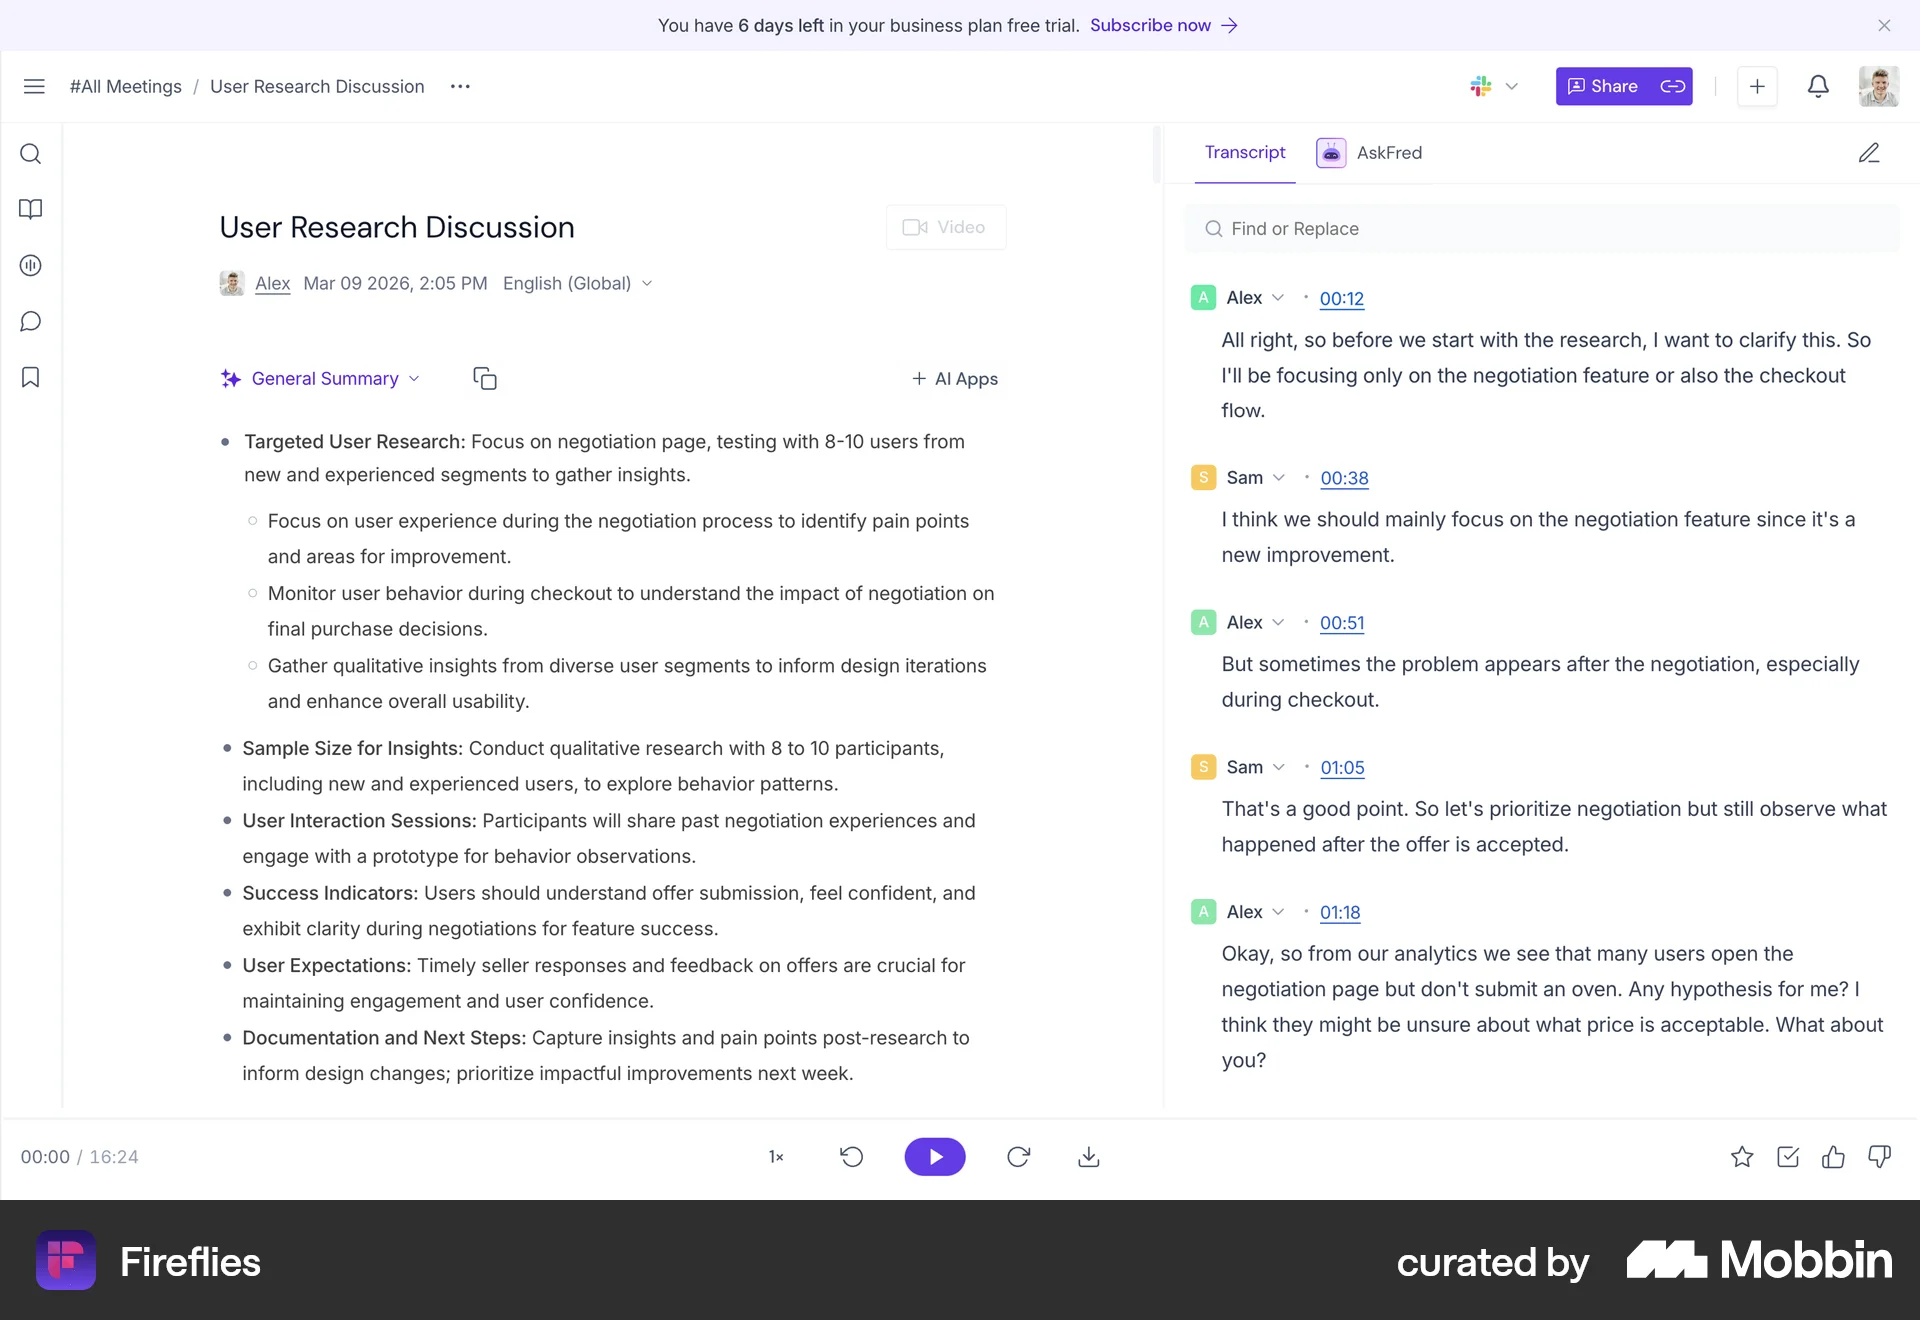 You have 6 days left in your business plan free trial. Subscribe now
#All Meetings / User Research Discussion
Share
Transcript
AskFred
Find or Replace
User Research Discussion
Video
Alex Mar 09 2026, 2:05 PM English (Global)
General Summary
+ AI Apps
• Targeted User Research: Focus on negotiation page, testing with 8-10 users from
new and experienced segments to gather insights.
Focus on user experience during the negotiation process to identify pain points
and areas for improvement.
Monitor user behavior during checkout to understand the impact of negotiation on
final purchase decisions.
Gather qualitative insights from diverse user segments to inform design iterations
and enhance overall usability.
• Sample Size for Insights: Conduct qualitative research with 8 to 10 participants,
including new and experienced users, to explore behavior patterns.
• User Interaction Sessions: Participants will share past negotiation experiences and
engage with a prototype for behavior observations.
• Success Indicators: Users should understand offer submission, feel confident, and
exhibit clarity during negotiations for feature success.
• User Expectations: Timely seller responses and feedback on offers are crucial for
maintaining engagement and user confidence.
• Documentation and Next Steps: Capture insights and pain points post-research to
inform design changes; prioritize impactful improvements next week.
A Alex · 00:12
All right, so before we start with the research, I want to clarify this. So
I'll be focusing only on the negotiation feature or also the checkout
flow.
S Sam · 00:38
I think we should mainly focus on the negotiation feature since it's a
new improvement.
A Alex · 00:51
But sometimes the problem appears after the negotiation, especially
during checkout.
S Sam · 01:05
That's a good point. So let's prioritize negotiation but still observe what
happened after the offer is accepted.
A Alex · 01:18
Okay, so from our analytics we see that many users open the
negotiation page but don't submit an oven. Any hypothesis for me? I
think they might be unsure about what price is acceptable. What about
you?
00:00 / 16:24
1×
Fireflies
curated by Mobbin